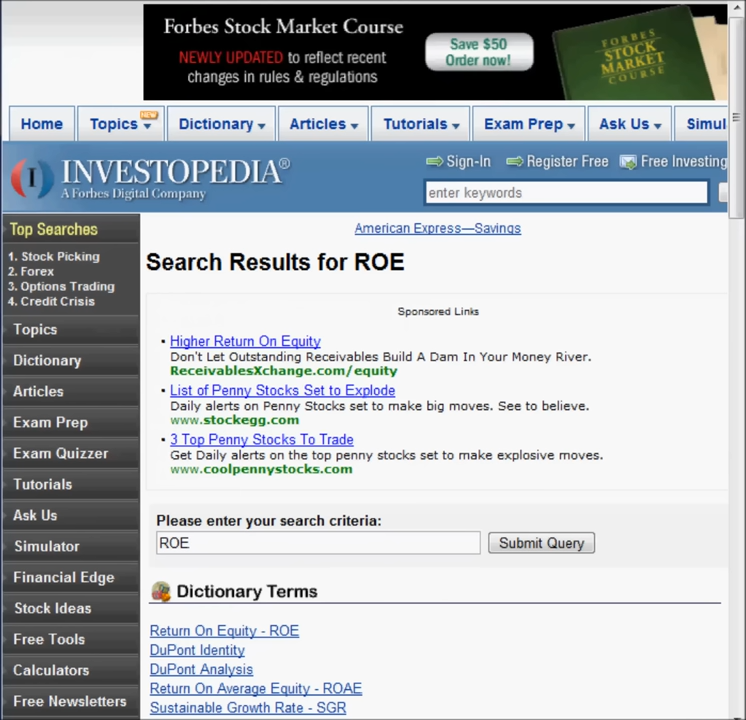 Forbes Stock Market Course
NEWLY UPDATED to reflect recent
changes in rules & regulations
Save $50
Order now!
FORBES
STOCK
MARKET
COURSE
Home
Topics
NEW
Dictionary
Articles
Tutorials
Exam Prep
Ask Us
Simul
INVESTOPEDIA®
A Forbes Digital Company
Sign-In
Register Free
Free Investing
enter keywords
Top Searches
1. Stock Picking
2. Forex
3. Options Trading
4. Credit Crisis
Topics
Dictionary
Articles
Exam Prep
Exam Quizzer
Tutorials
Ask Us
Simulator
Financial Edge
Stock Ideas
Free Tools
Calculators
Free Newsletters
American Express—Savings
Search Results for ROE
Sponsored Links
Higher Return On Equity
Don't Let Outstanding Receivables Build A Dam In Your Money River.
ReceivablesXchange.com/equity
List of Penny Stocks Set to Explode
Daily alerts on Penny Stocks set to make big moves. See to believe.
www.stockegg.com
3 Top Penny Stocks To Trade
Get Daily alerts on the top penny stocks set to make explosive moves.
www.coolpennystocks.com
Please enter your search criteria:
ROE
Submit Query
Dictionary Terms
Return On Equity - ROE
DuPont Identity
DuPont Analysis
Return On Average Equity - ROAE
Sustainable Growth Rate - SGR